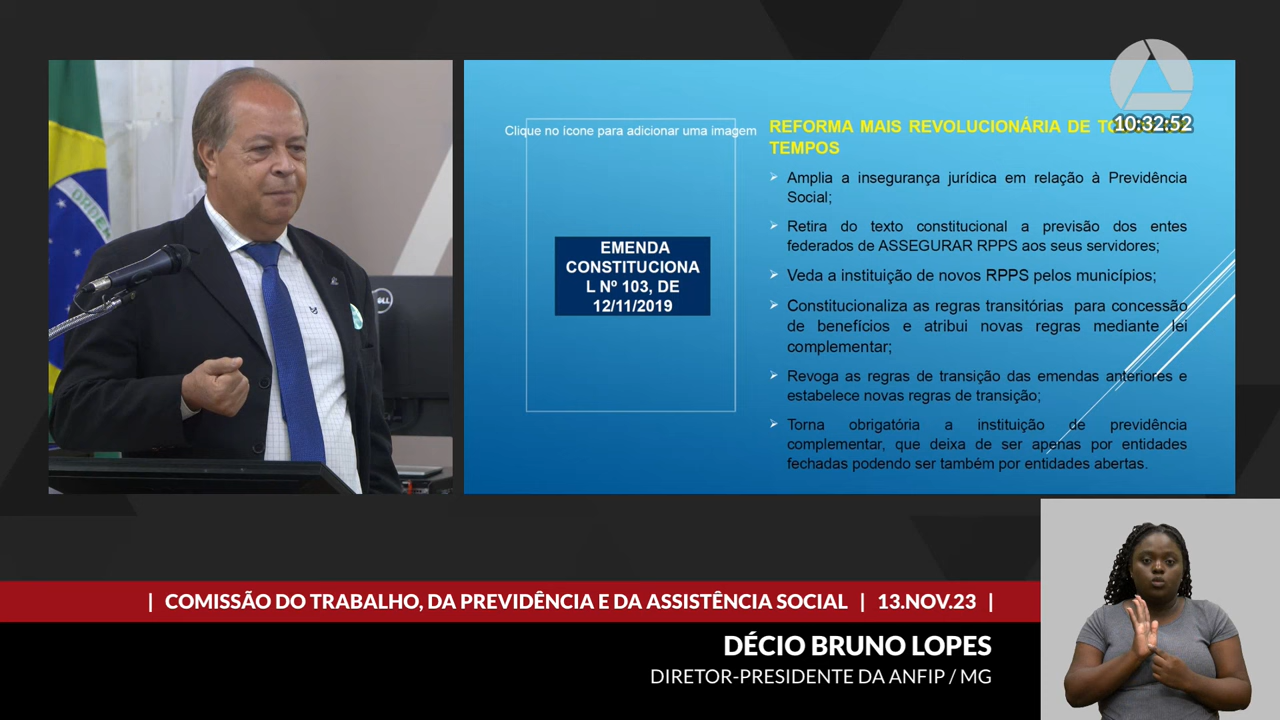 10:32:52
Clique no ícone para adicionar uma imagem
EMENDA
CONSTITUCIONA
L Nº 103, DE
12/11/2019
REFORMA MAIS REVOLUCIONÁRIA DE
TEMPOS
Amplia a insegurança jurídica em relação à Previdência
Social;
Retira do texto constitucional a previsão dos entes
federados de ASSEGURAR RPPS aos seus servidores;
Veda a instituição de novos RPPS pelos municípios;
Constitucionaliza as regras transitórias para concessão
de benefícios e atribui novas regras mediante lei
complementar;
Revoga as regras de transição das emendas anteriores e
estabelece novas regras de transição;
Torna obrigatória a instituição de previdência
complementar, que deixa de ser apenas por entidades
fechadas podendo ser também por entidades abertas.
DELL
| COMISSÃO DO TRABALHO, DA PREVIDÊNCIA E DA ASSISTÊNCIA SOCIAL | 13.NOV.23 |
DÉCIO BRUNO LOPES
DIRETOR-PRESIDENTE DA ANFIP / MG